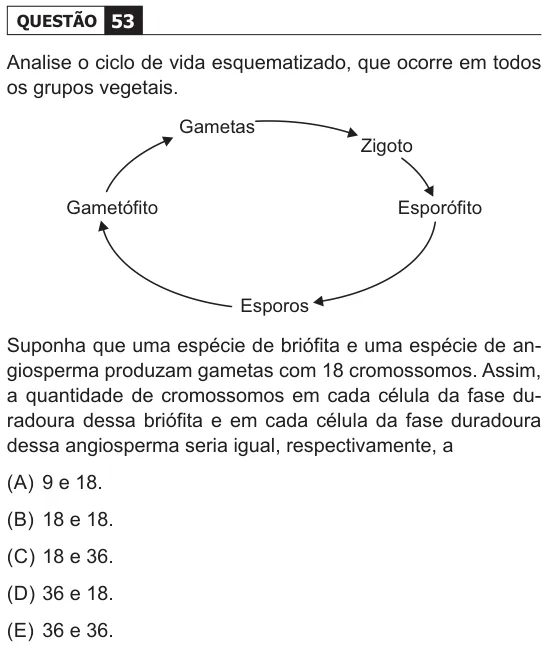 QUESTÃO 53
Analise o ciclo de vida esquematizado, que ocorre em todos
os grupos vegetais.
Gametas
Zigoto
Gametófito
Esporófito
Esporos
Suponha que uma espécie de briófita e uma espécie de an-
giosperma produzam gametas com 18 cromossomos. Assim,
a quantidade de cromossomos em cada célula da fase du-
radoura dessa briófita e em cada célula da fase duradoura
dessa angiosperma seria igual, respectivamente, a
(A) 9 e 18.
(B) 18 e 18.
(C) 18 e 36.
(D) 36 e 18.
(E) 36 e 36.